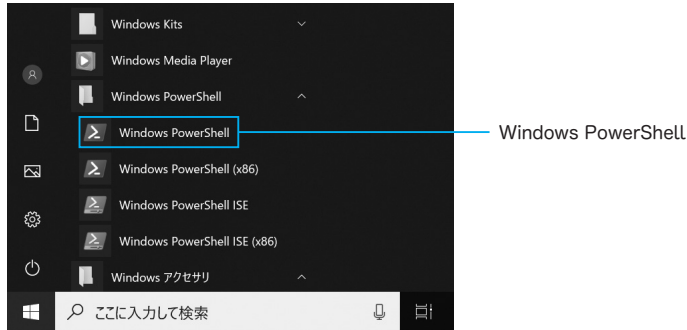 Windows Kits
Windows Media Player
Windows PowerShell
Windows PowerShell
Windows PowerShell
Windows PowerShell (x86)
Windows PowerShell ISE
Windows PowerShell ISE (x86)
Windows アクセサリ
ここに入力して検索